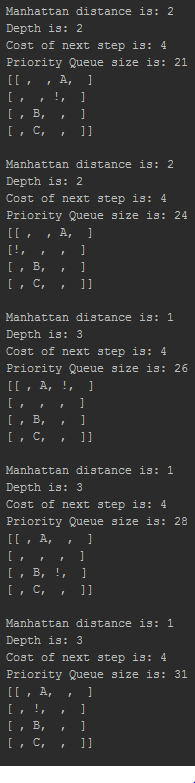 Manhattan distance is: 2
Depth is: 2
Cost of next step is: 4
Priority Queue size is: 21
[[ ,  , A,  ]
[ ,  , !,  ]
[ , B,  ,  ]
[ , C,  ,  ]]
Manhattan distance is: 2
Depth is: 2
Cost of next step is: 4
Priority Queue size is: 24
[[ ,  , A,  ]
[!,  ,  ,  ]
[ , B,  ,  ]
[ , C,  ,  ]]
Manhattan distance is: 1
Depth is: 3
Cost of next step is: 4
Priority Queue size is: 26
[[ , A, !,  ]
[ ,  ,  ,  ]
[ , B,  ,  ]
[ , C,  ,  ]]
Manhattan distance is: 1
Depth is: 3
Cost of next step is: 4
Priority Queue size is: 28
[[ , A,  ,  ]
[ ,  ,  ,  ]
[ , B, !,  ]
[ , C,  ,  ]]
Manhattan distance is: 1
Depth is: 3
Cost of next step is: 4
Priority Queue size is: 31
[[ , A,  ,  ]
[ , !,  ,  ]
[ , B,  ,  ]
[ , C,  ,  ]]